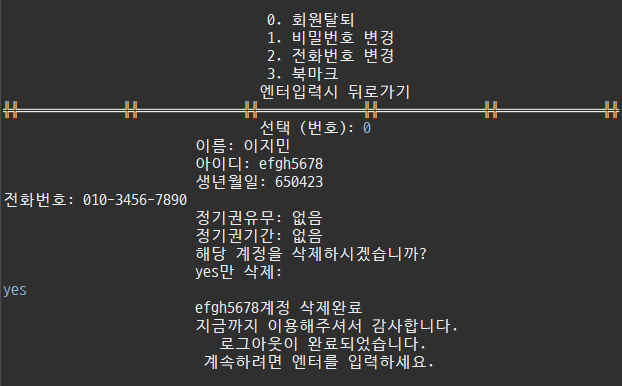 0. 회원탈퇴
1. 비밀번호 변경
2. 전화번호 변경
3. 북마크
엔터입력시 뒤로가기
╬╬════════════╬╬════════════╬╬════════════╬╬════════════╬╬════════════╬╬
선택 (번호): 0
이름: 이지민
아이디: efgh5678
생년월일: 650423
전화번호: 010-3456-7890
정기권유무: 없음
정기권기간: 없음
해당 계정을 삭제하시겠습니까?
yes만 삭제:
yes
efgh5678계정 삭제완료
지금까지 이용해주셔서 감사합니다.
로그아웃이 완료되었습니다.
계속하려면 엔터를 입력하세요.